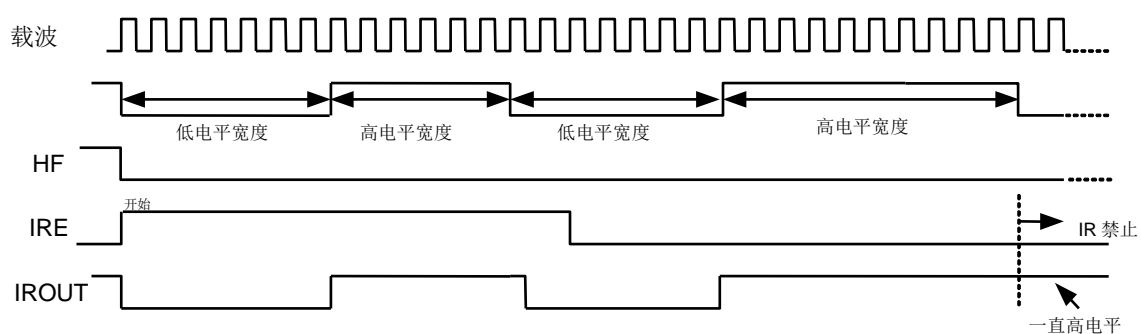 载波
低电平宽度
高电平宽度
低电平宽度
高电平宽度
HF
开始
IRE
IR 禁止
IROUT
一直高电平